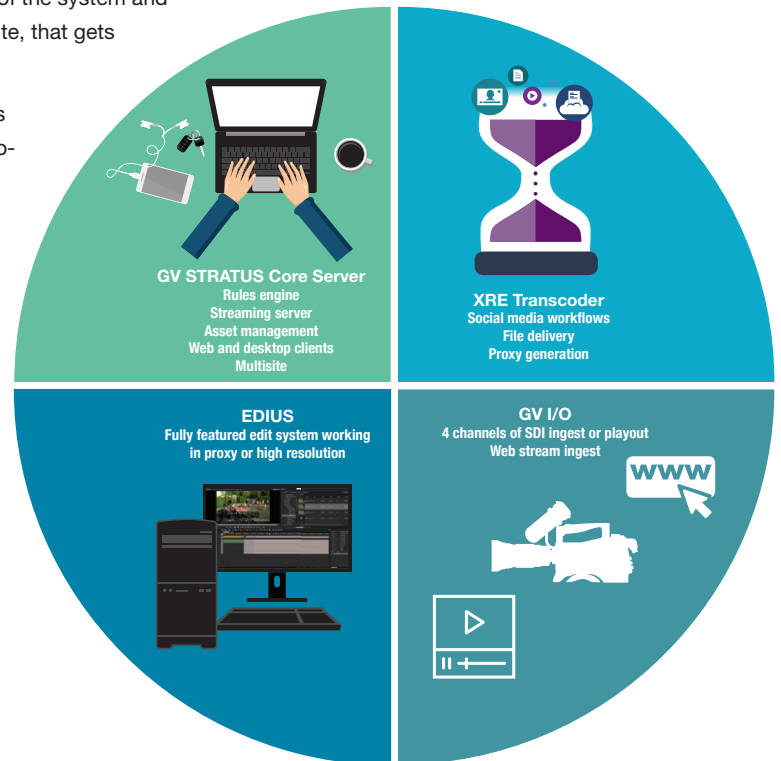 of the system and
te, that gets
s
o-
GV STRATUS Core Server
Rules engine
Streaming server
Asset management
Web and desktop clients
Multisite
XRE Transcoder
Social media workflows
File delivery
Proxy generation
EDIUS
Fully featured edit system working
in proxy or high resolution
GV I/O
4 channels of SDI ingest or playout
Web stream ingest
www